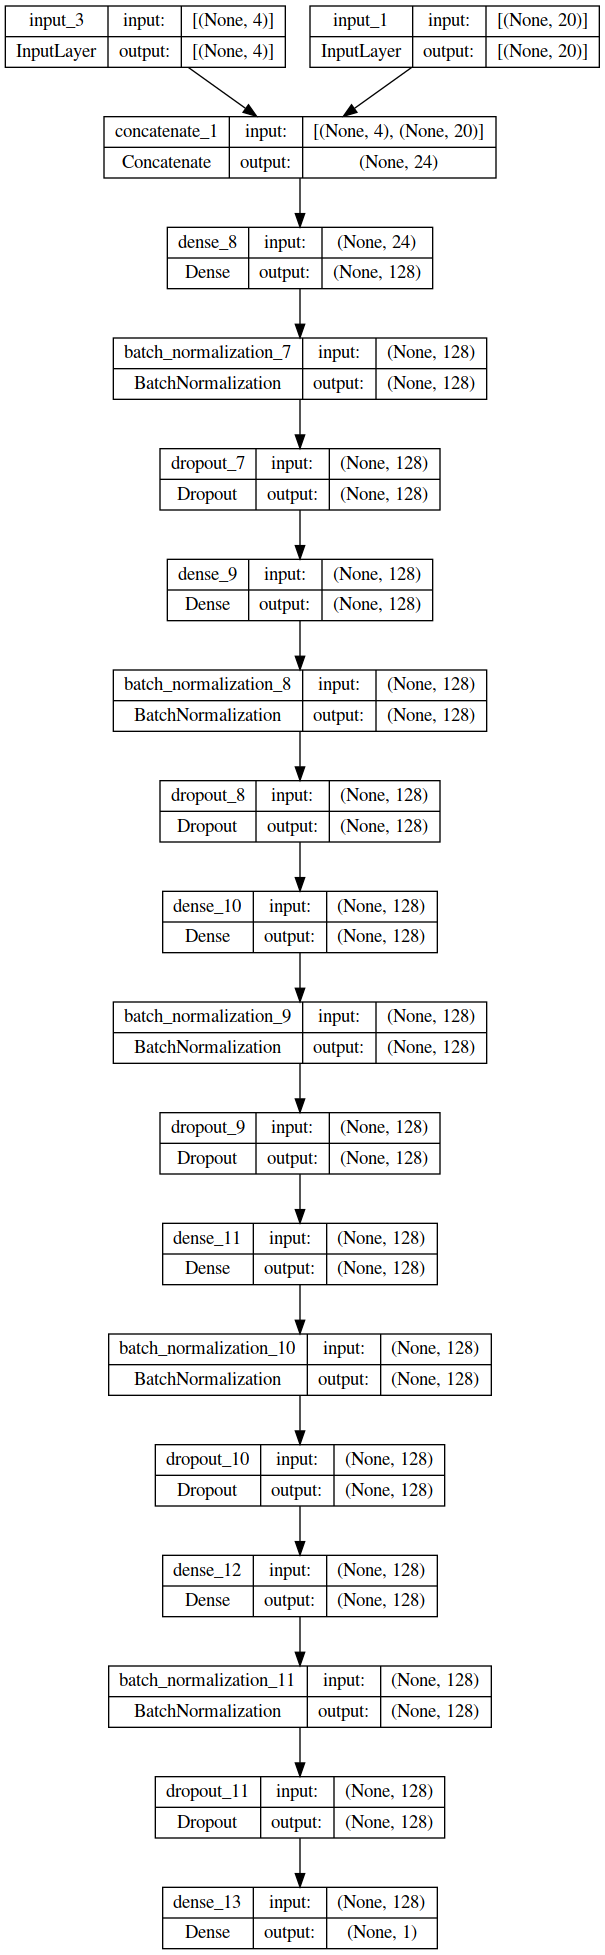 input_3 input: [(None, 4)]
InputLayer output: [(None, 4)]
input_1 input: [(None, 20)]
InputLayer output: [(None, 20)]
concatenate_1 input: [(None, 4), (None, 20)]
Concatenate output: (None, 24)
dense_8 input: (None, 24)
Dense output: (None, 128)
batch_normalization_7 input: (None, 128)
BatchNormalization output: (None, 128)
dropout_7 input: (None, 128)
Dropout output: (None, 128)
dense_9 input: (None, 128)
Dense output: (None, 128)
batch_normalization_8 input: (None, 128)
BatchNormalization output: (None, 128)
dropout_8 input: (None, 128)
Dropout output: (None, 128)
dense_10 input: (None, 128)
Dense output: (None, 128)
batch_normalization_9 input: (None, 128)
BatchNormalization output: (None, 128)
dropout_9 input: (None, 128)
Dropout output: (None, 128)
dense_11 input: (None, 128)
Dense output: (None, 128)
batch_normalization_10 input: (None, 128)
BatchNormalization output: (None, 128)
dropout_10 input: (None, 128)
Dropout output: (None, 128)
dense_12 input: (None, 128)
Dense output: (None, 128)
batch_normalization_11 input: (None, 128)
BatchNormalization output: (None, 128)
dropout_11 input: (None, 128)
Dropout output: (None, 128)
dense_13 input: (None, 128)
Dense output: (None, 1)